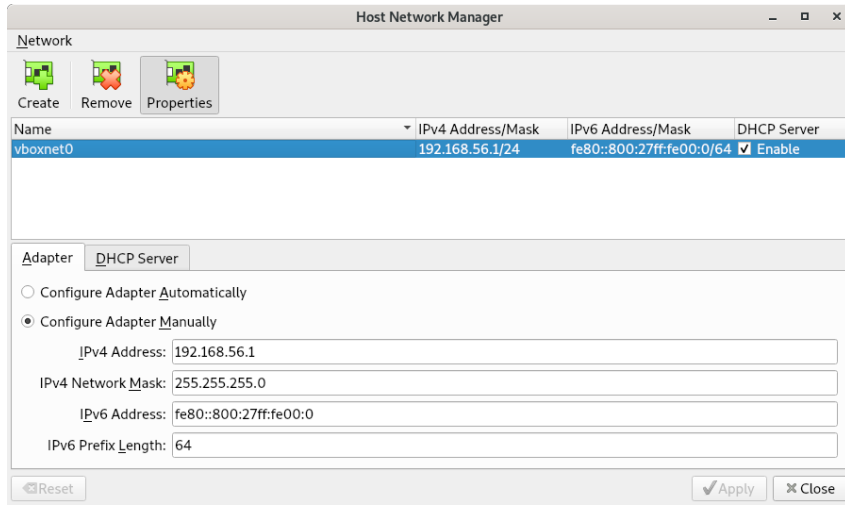 Host Network Manager
Network
Create Remove Properties
Name IPv4 Address/Mask IPv6 Address/Mask DHCP Server
vboxnet0 192.168.56.1/24 fe80::800:27ff:fe00:0/64 Enable
Adapter DHCP Server
Configure Adapter Automatically
Configure Adapter Manually
IPv4 Address: 192.168.56.1
IPv4 Network Mask: 255.255.255.0
IPv6 Address: fe80::800:27ff:fe00:0
IPv6 Prefix Length: 64
Reset Apply Close